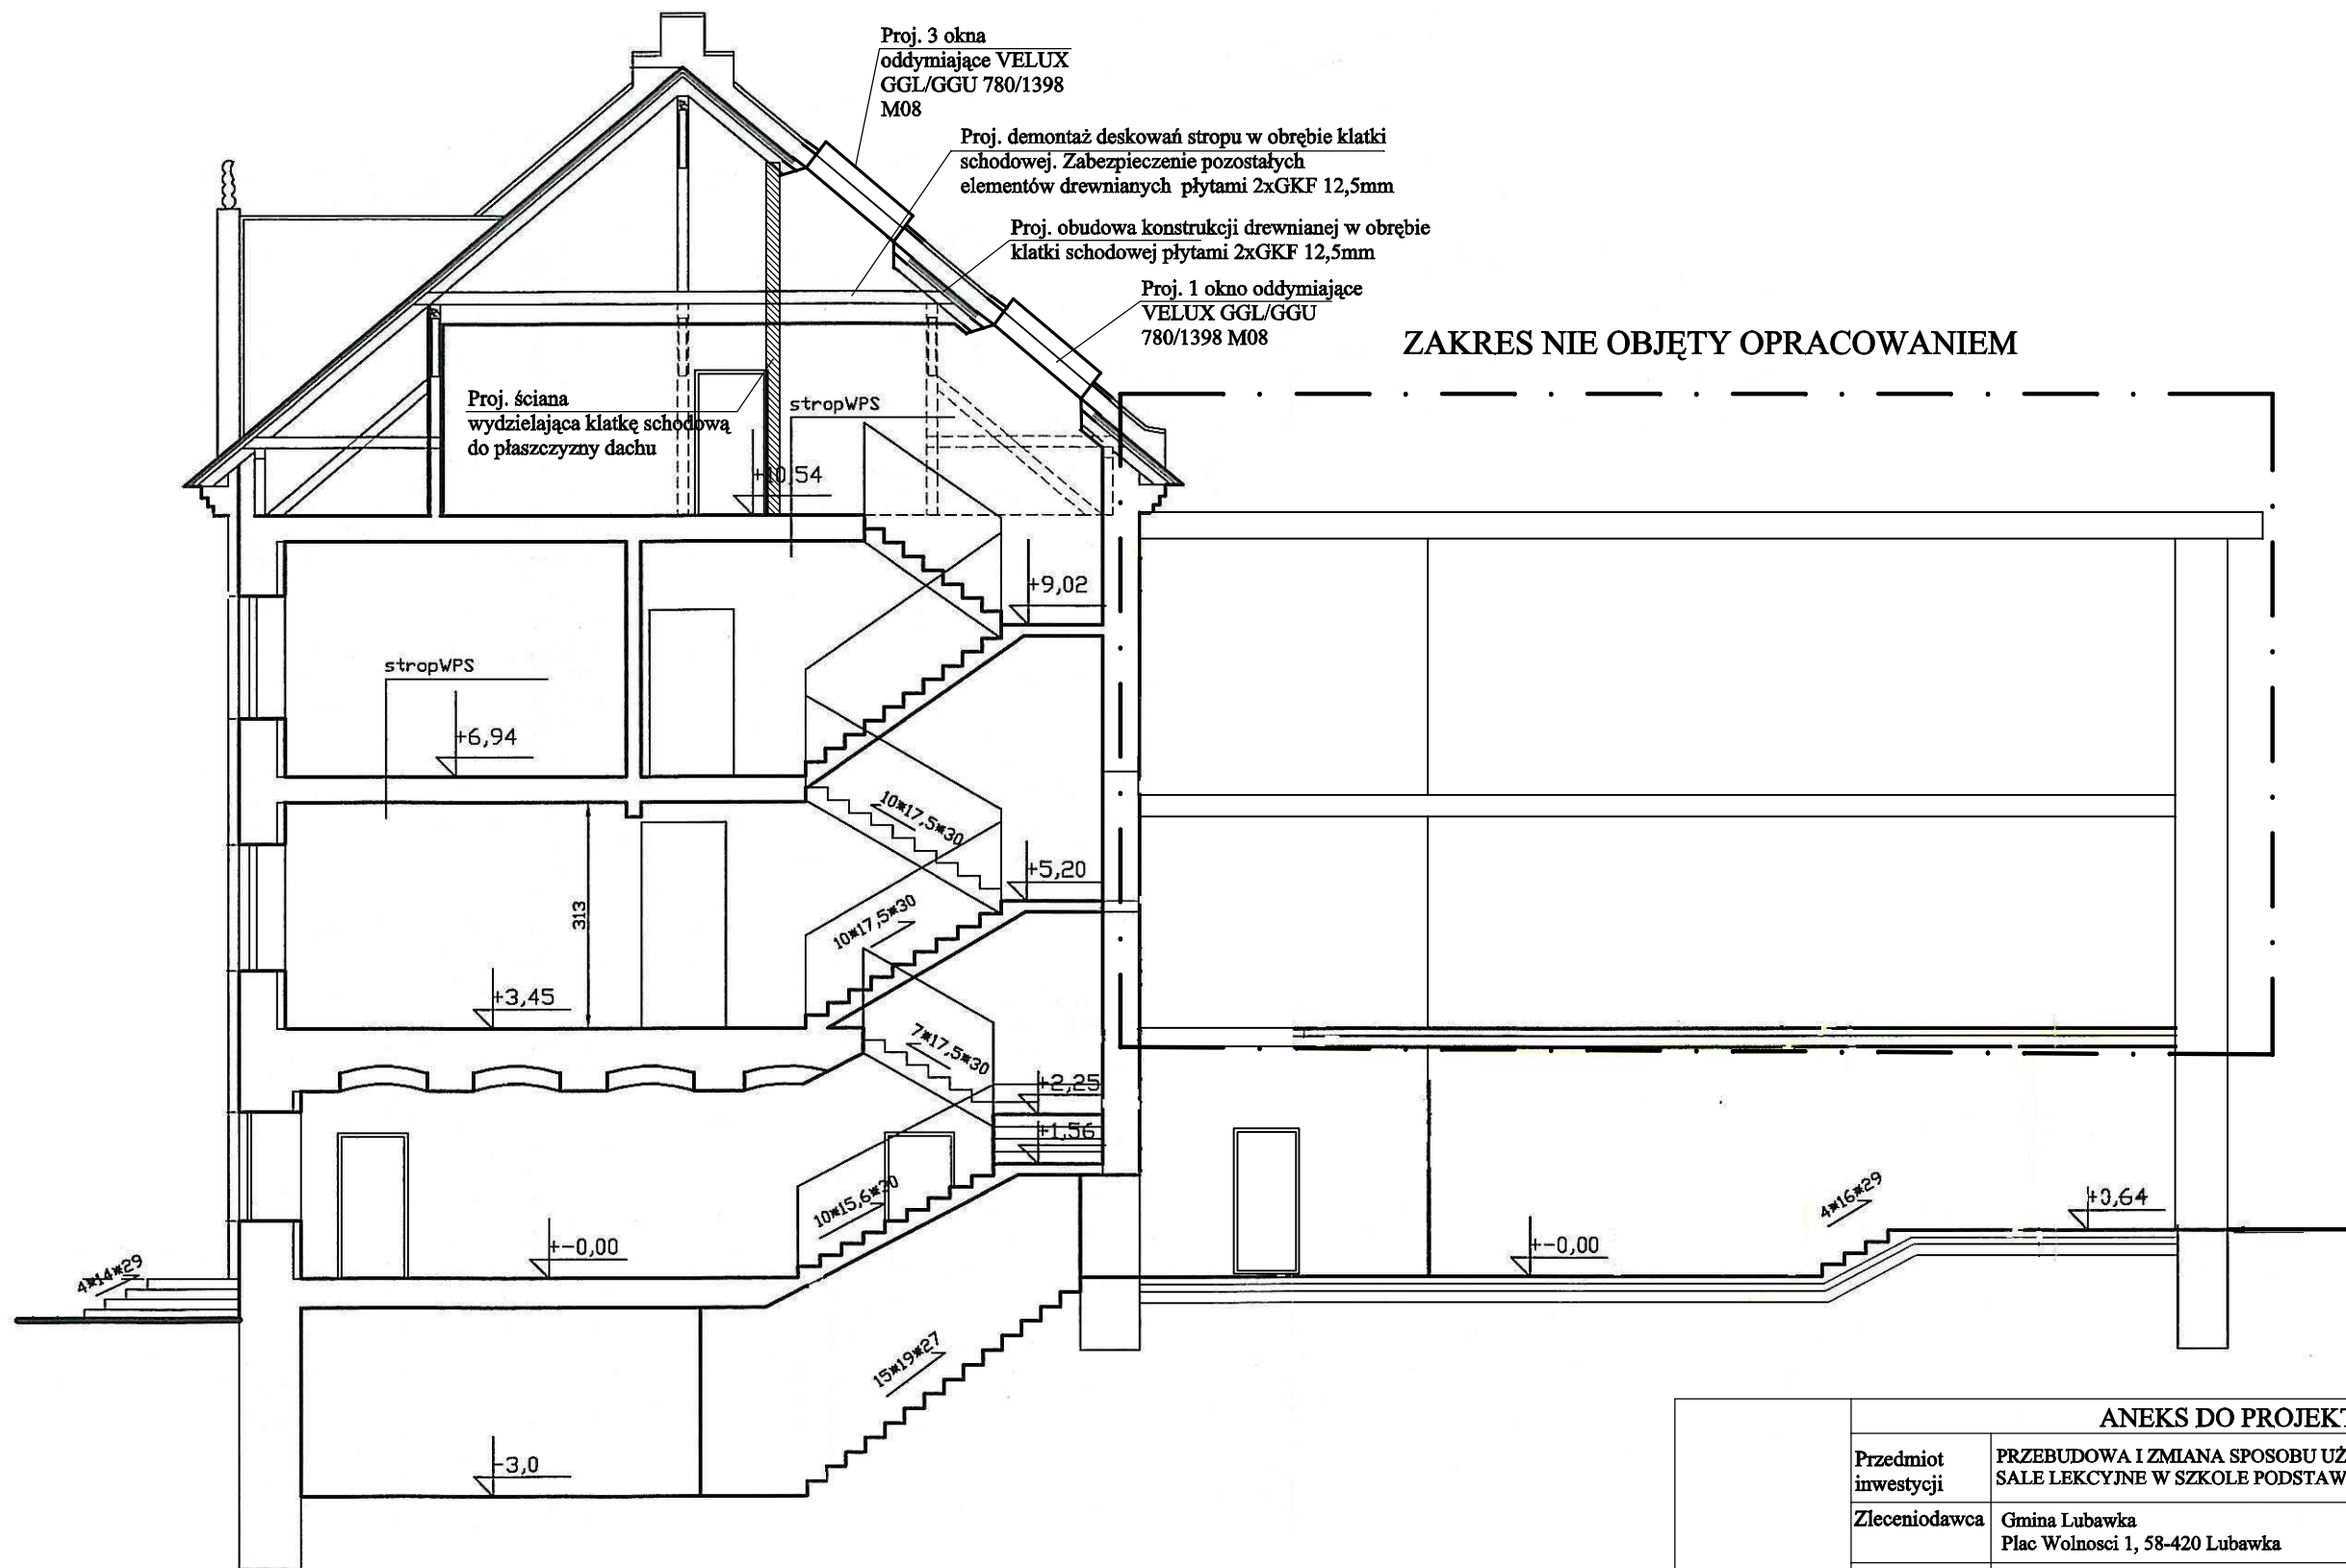 Proj. 3 okna
oddymiające VELUX
GGL/GGU 780/1398
M08
Proj. demontaż deskowań stropu w obrębie klatki
schodowej. Zabezpieczenie pozostałych
elementów drewnianych płytami 2xGKF 12,5mm
Proj. obudowa konstrukcji drewnianej w obrębie
klatki schodowej płytami 2xGKF 12,5mm
Proj. 1 okno oddymiające
VELUX GGL/GGU
780/1398 M08
ZAKRES NIE OBJĘTY OPRACOWANIEM
Proj. ściana
wydzielająca klatkę schodową
do płaszczyzny dachu
stropWPS
+10,54
+9,02
stropWPS
+6,94
10*17,5*30
+5,20
313
10*17,5*30
+3,45
7*17,5*30
+2,25
+1,56
10*15,6*30
4*16*29
+0,64
+-0,00
+-0,00
4*14*29
15*19*27
-3,0
ANEKS DO PROJEKT
Przedmiot
inwestycji
PRZEBUDOWA I ZMIANA SPOSOBU UŻ
SALE LEKCYJNE W SZKOLE PODSTAW
Zleceniodawca
Gmina Lubawka
Plac Wolnosci 1, 58-420 Lubawka